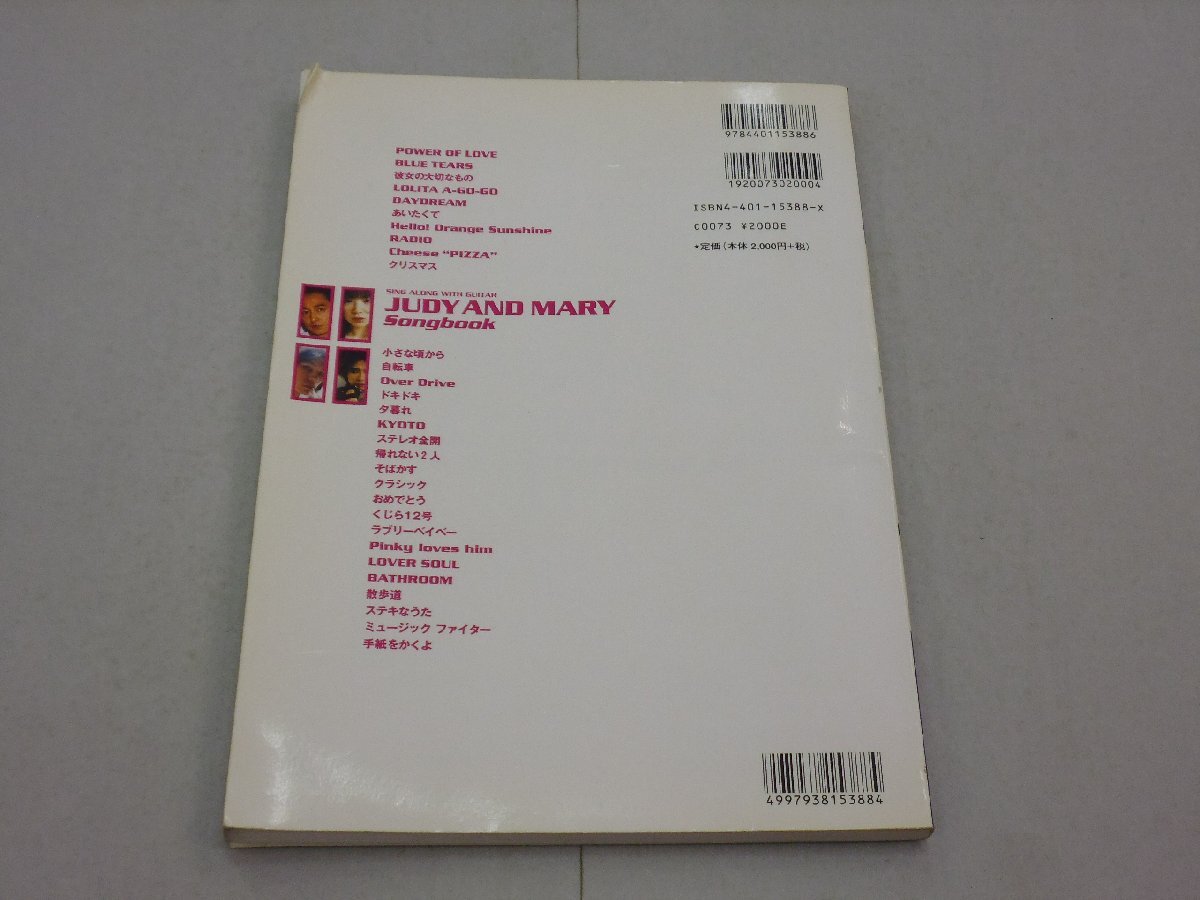 9784401153886
1920073020004
ISBN4-401-15388-X
C0073 ¥2000E
*定価(本体 2,000円+税)
POWER OF LOVE
BLUE TEARS
彼女の大切なもの
LOLITA A-GO-GO
DAYDREAM
あいたくて
Hello! Orange Sunshine
RADIO
Cheese "PIZZA"
クリスマス
SING ALONG WITH GUITAR
JUDY AND MARY
Songbook
小さな頃から
自転車
Over Drive
ドキドキ
夕暮れ
KYOTO
ステレオ全開
帰れない2人
そばかす
クラシック
おめでとう
くじら12号
ラブリーベイベー
Pinky loves him
LOVER SOUL
BATHROOM
散歩道
ステキなうた
ミュージック ファイター
手紙をかくよ
4997938153884